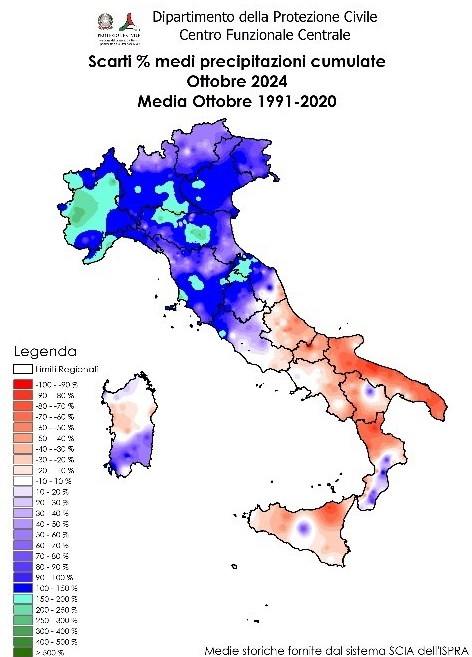 Dipartimento della Protezione Civile
Centro Funzionale Centrale
Scarti % medi precipitazioni cumulate
Ottobre 2024
Media Ottobre 1991-2020
Legenda
Limiti Regionali
-100 - -90 %
-90 - -80 %
-80 - -70 %
-70 - -60 %
-60 - -50 %
-50 - -40 %
-40 - -30 %
-30 - -20 %
-20 - -10 %
-10 - 10 %
10 - 20 %
20 - 30 %
30 - 40 %
40 - 50 %
50 - 60 %
60 - 70 %
70 - 80 %
80 - 90 %
90 - 100 %
100 - 150 %
150 - 200 %
200 - 250 %
250 - 300 %
300 - 400 %
400 - 500 %
> 500 %
Medie storiche fornite dal sistema SCIA dell'ISPRA